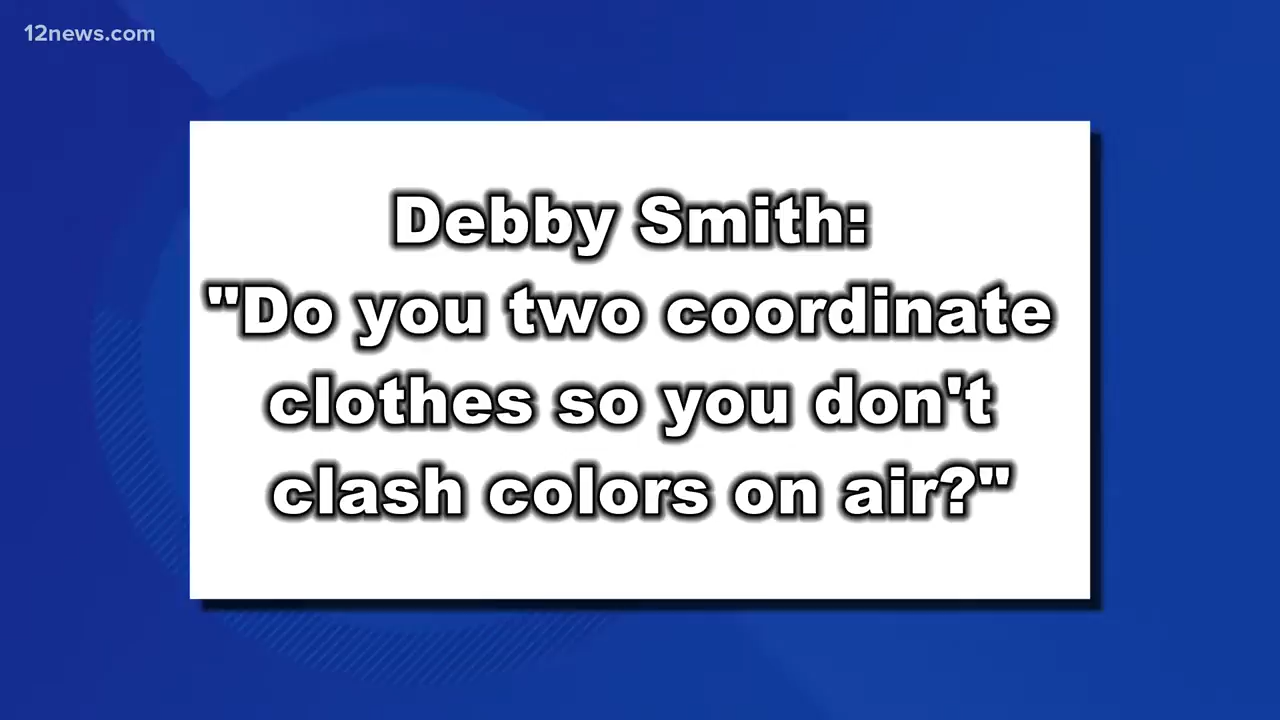 12news.com
Debby Smith:
"Do you two coordinate
clothes so you don't
clash colors on air?"